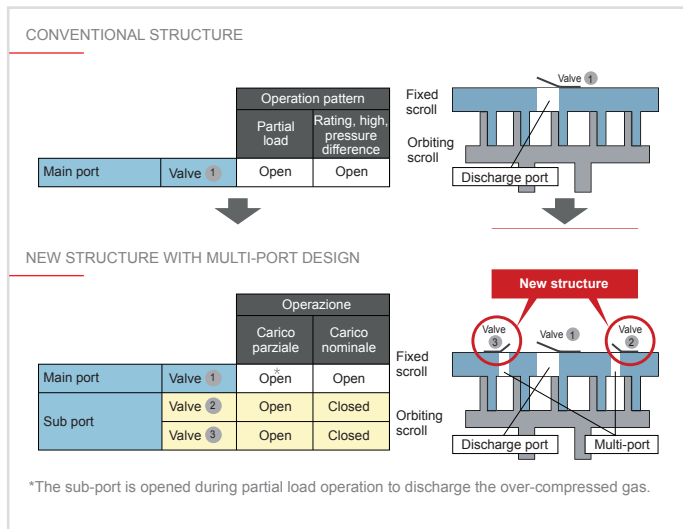 CONVENTIONAL STRUCTURE
Operation pattern
Partial load
Rating, high, pressure difference
Main port Valve 1 Open Open
Valve 1
Fixed scroll
Orbiting scroll
Discharge port
NEW STRUCTURE WITH MULTI-PORT DESIGN
Operazione
Carico parziale
Carico nominale
Main port Valve 1 Open* Open
Sub port Valve 2 Open Closed
Valve 3 Open Closed
New structure
Valve 3
Valve 1
Valve 2
Fixed scroll
Orbiting scroll
Discharge port
Multi-port
*The sub-port is opened during partial load operation to discharge the over-compressed gas.